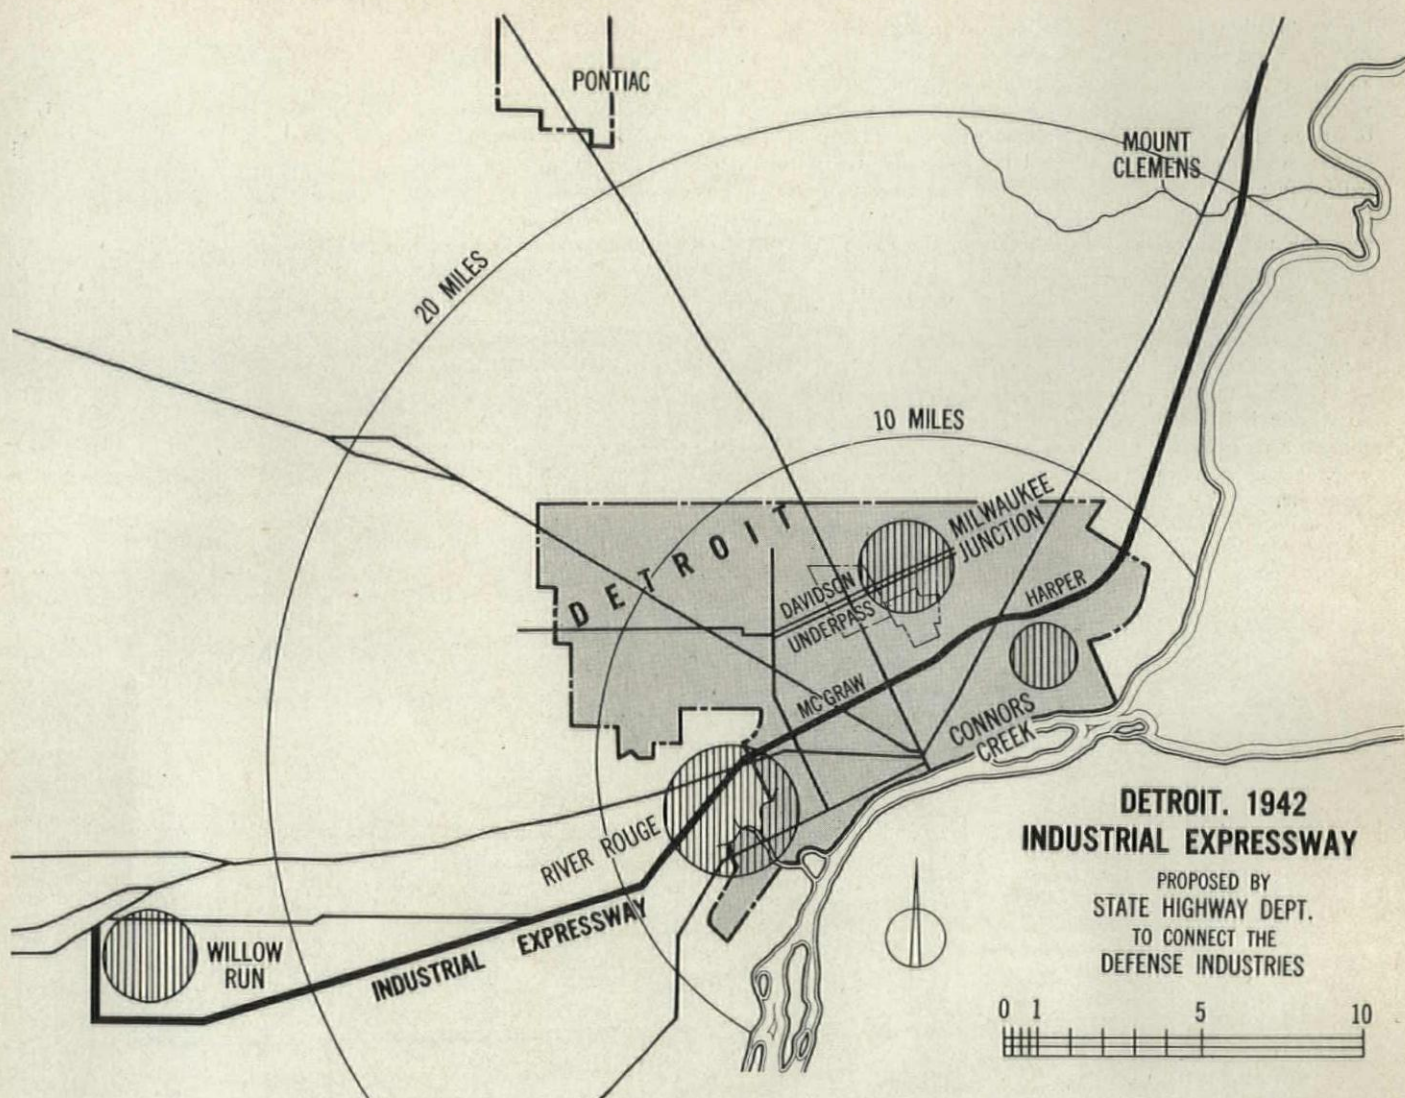 PONTIAC
MOUNT
CLEMENS
20 MILES
10 MILES
DETROIT
MILWAUKEE
JUNCTION
DAVIDSON
UNDERPASS
HARPER
MCGRAW
CONNORS
CREEK
RIVER ROUGE
WILLOW
RUN
INDUSTRIAL EXPRESSWAY
DETROIT. 1942
INDUSTRIAL EXPRESSWAY
PROPOSED BY
STATE HIGHWAY DEPT.
TO CONNECT THE
DEFENSE INDUSTRIES
0 1 5 10